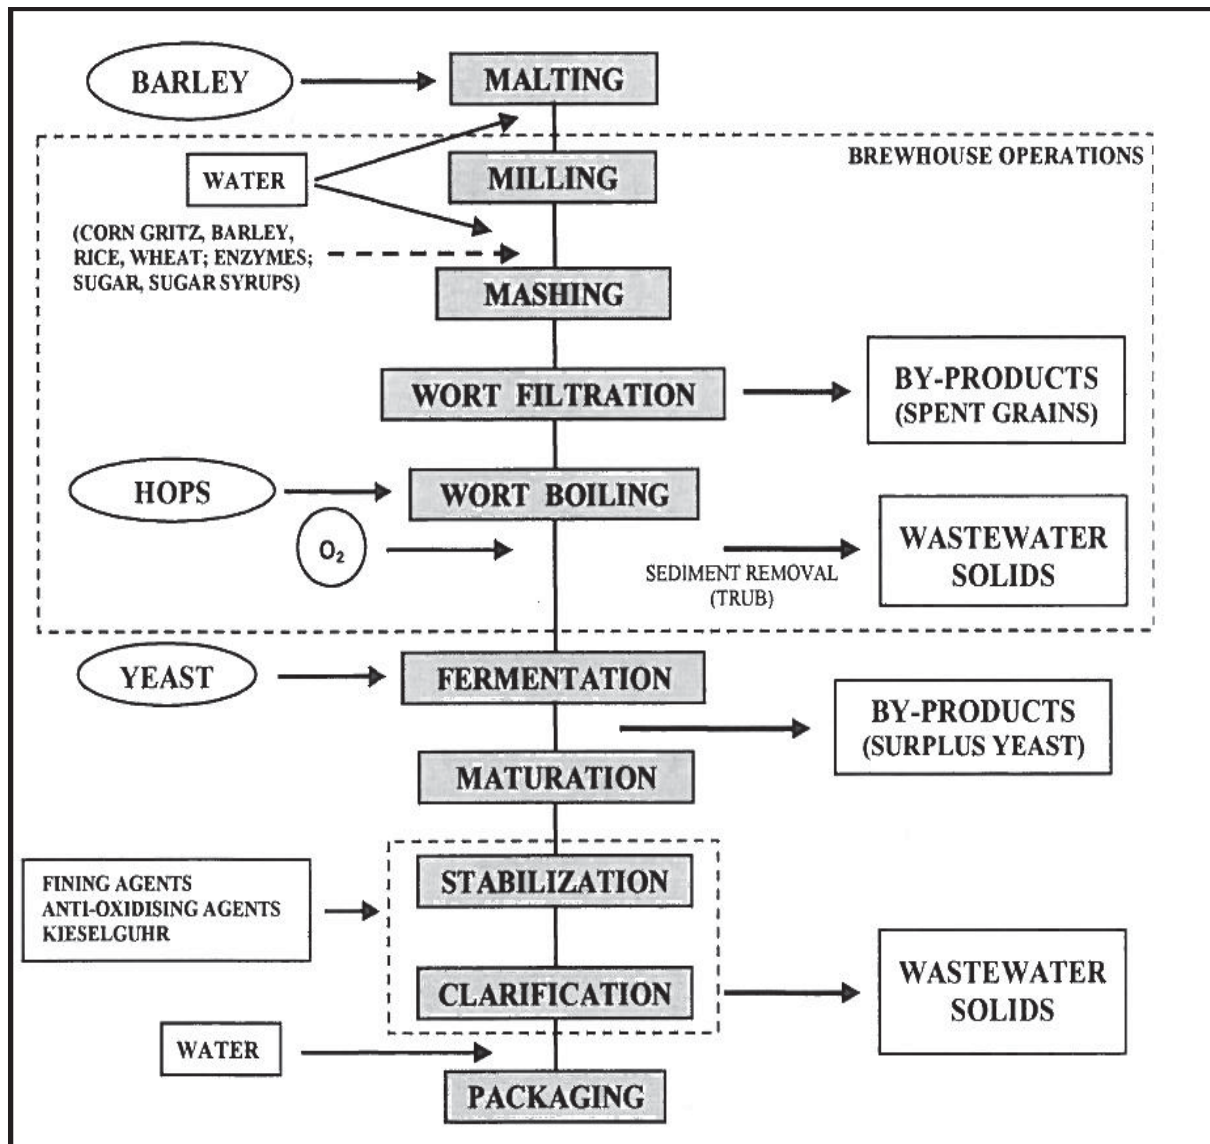 BARLEY
MALTING
BREWHOUSE OPERATIONS
WATER
MILLING
(CORN GRITZ, BARLEY,
RICE, WHEAT; ENZYMES;
SUGAR, SUGAR SYRUPS)
MASHING
WORT FILTRATION
BY-PRODUCTS
(SPENT GRAINS)
HOPS
WORT BOILING
O₂
SEDIMENT REMOVAL
(TRUB)
WASTEWATER
SOLIDS
YEAST
FERMENTATION
BY-PRODUCTS
(SURPLUS YEAST)
MATURATION
FINING AGENTS
ANTI-OXIDISING AGENTS
KIESELGUHR
STABILIZATION
CLARIFICATION
WASTEWATER
SOLIDS
WATER
PACKAGING